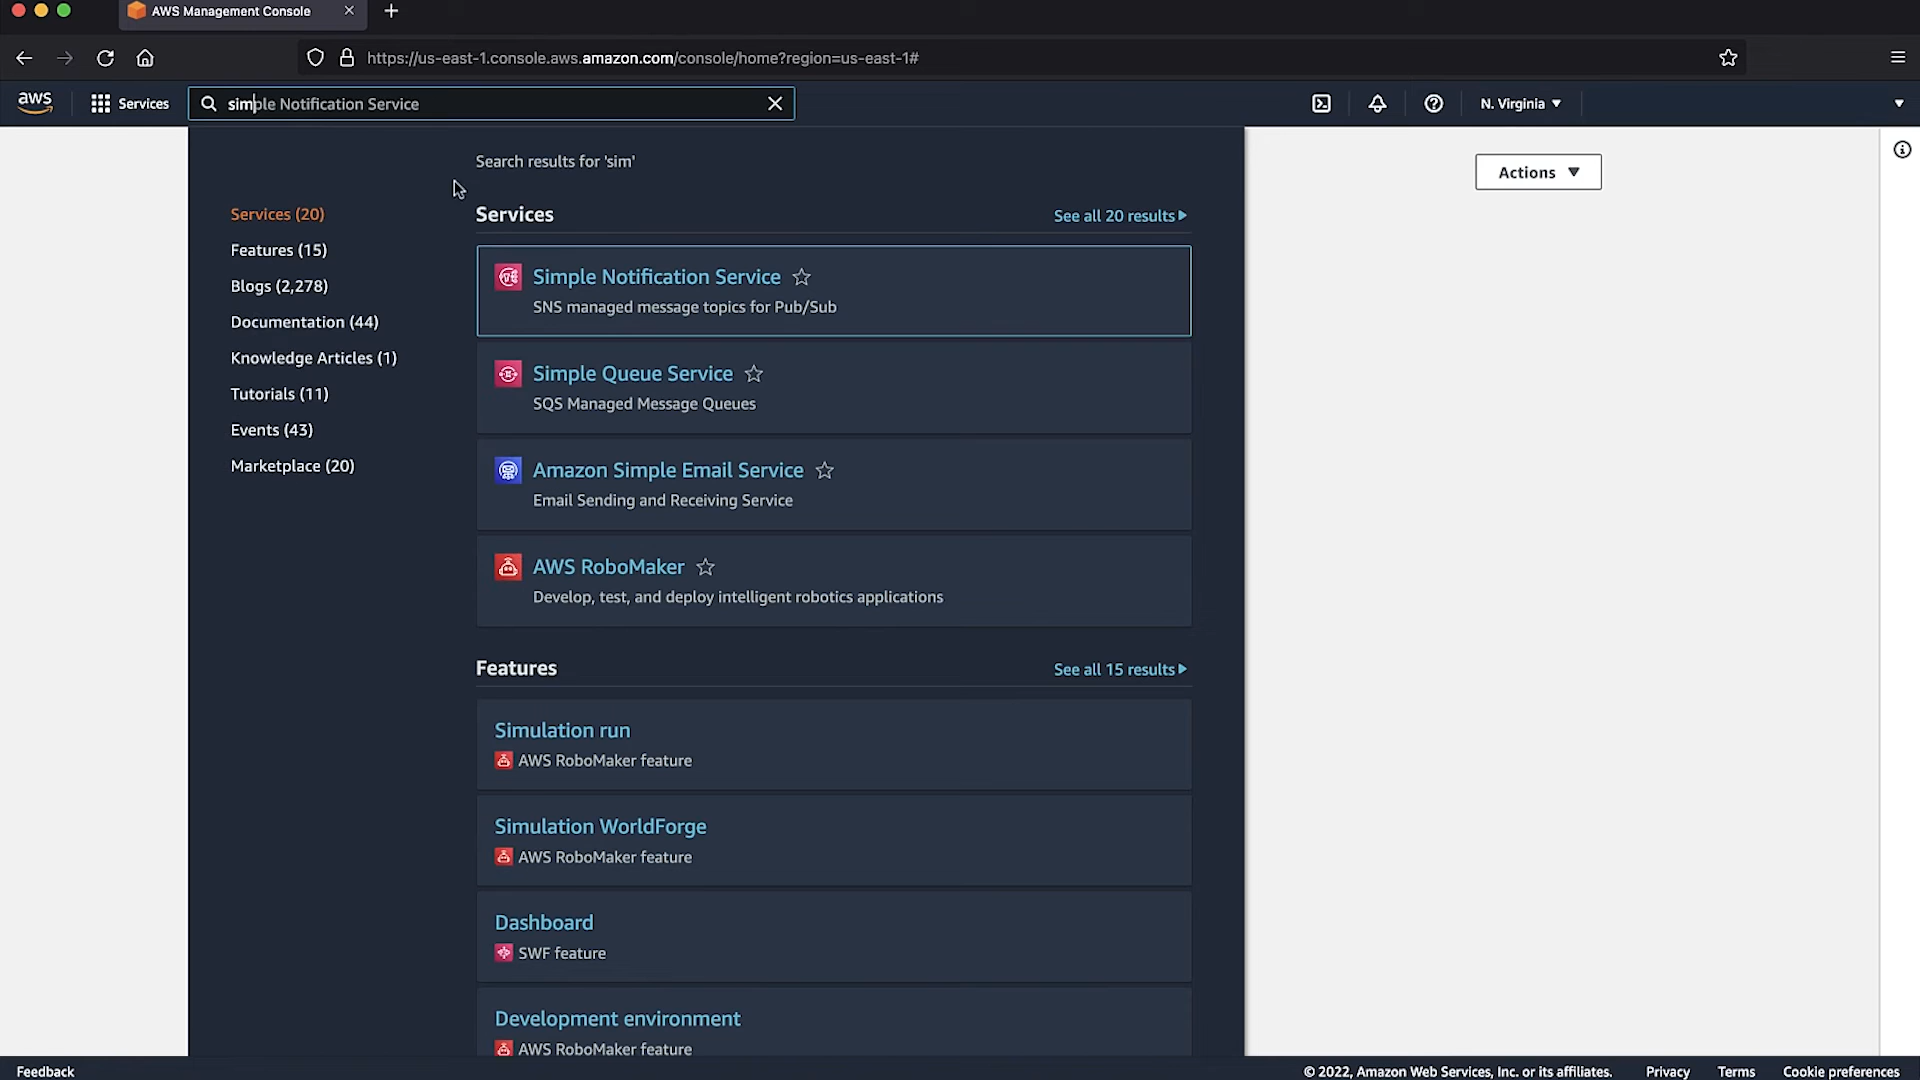 AWS Management Console
https://us-east-1.console.aws.amazon.com/console/home?region=us-east-1#
aws
Services
simple Notification Service
N. Virginia
Search results for 'sim'
Actions
Services (20)
Features (15)
Blogs (2,278)
Documentation (44)
Knowledge Articles (1)
Tutorials (11)
Events (43)
Marketplace (20)
Services
See all 20 results
Simple Notification Service
SNS managed message topics for Pub/Sub
Simple Queue Service
SQS Managed Message Queues
Amazon Simple Email Service
Email Sending and Receiving Service
AWS RoboMaker
Develop, test, and deploy intelligent robotics applications
Features
See all 15 results
Simulation run
AWS RoboMaker feature
Simulation WorldForge
AWS RoboMaker feature
Dashboard
SWF feature
Development environment
AWS RoboMaker feature
Feedback
© 2022, Amazon Web Services, Inc. or its affiliates.
Privacy
Terms
Cookie preferences